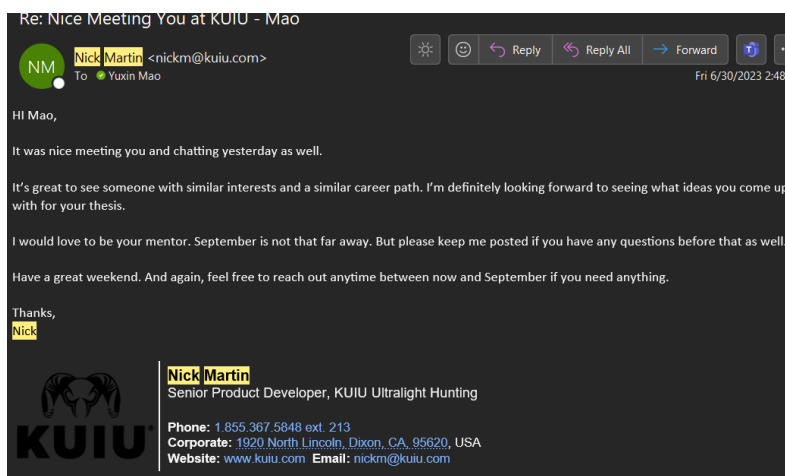 Re: Nice Meeting You at KUIU - Mao
NM
Nick Martin <nickm@kuiu.com>
To Yuxin Mao
Reply
Reply All
Forward
Fri 6/30/2023 2:48
HI Mao,
It was nice meeting you and chatting yesterday as well.
It's great to see someone with similar interests and a similar career path. I'm definitely looking forward to seeing what ideas you come up
with for your thesis.
I would love to be your mentor. September is not that far away. But please keep me posted if you have any questions before that as well.
Have a great weekend. And again, feel free to reach out anytime between now and September if you need anything.
Thanks,
Nick
KUIU
Nick Martin
Senior Product Developer, KUIU Ultralight Hunting
Phone: 1.855.367.5848 ext. 213
Corporate: 1920 North Lincoln, Dixon, CA, 95620, USA
Website: www.kuiu.com Email: nickm@kuiu.com